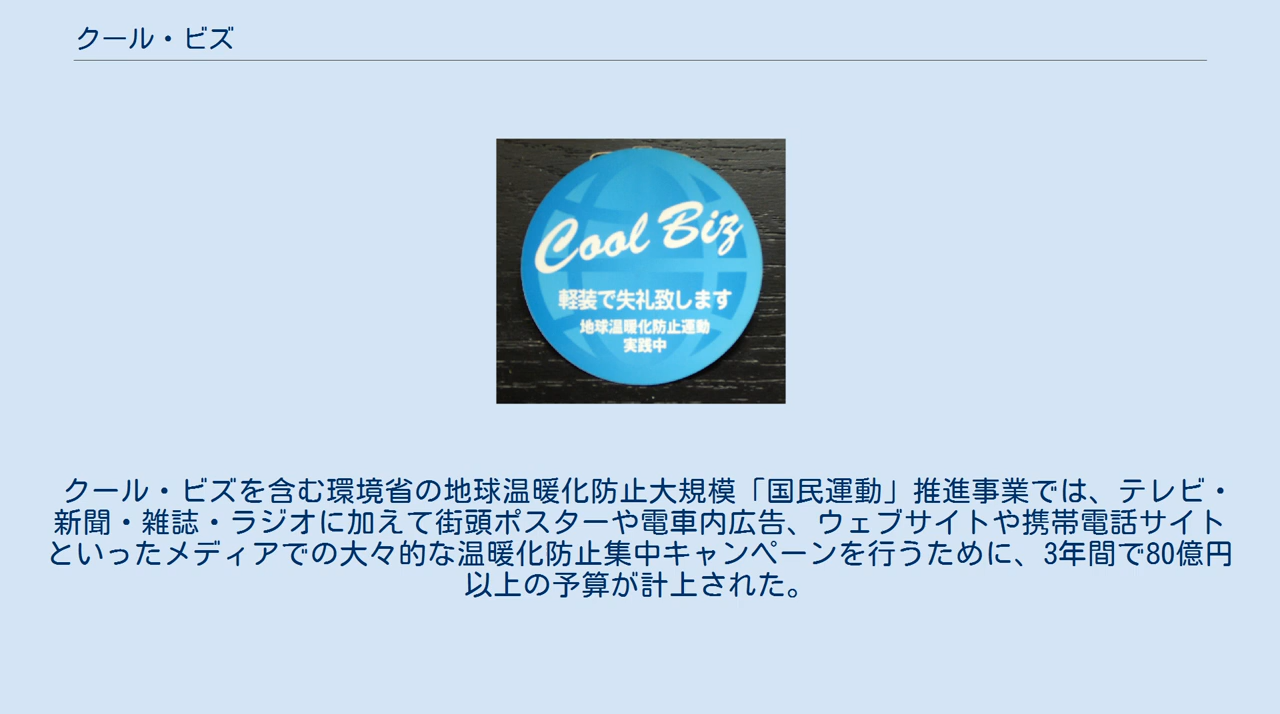 クール・ビズ
Cool Biz
軽装で失礼致します
地球温暖化防止運動
実践中
クール・ビズを含む環境省の地球温暖化防止大規模「国民運動」推進事業では、テレビ・
新聞・雑誌・ラジオに加えて街頭ポスターや電車内広告、ウェブサイトや携帯電話サイト
といったメディアでの大々的な温暖化防止集中キャンペーンを行うために、3年間で80億円
以上の予算が計上された。